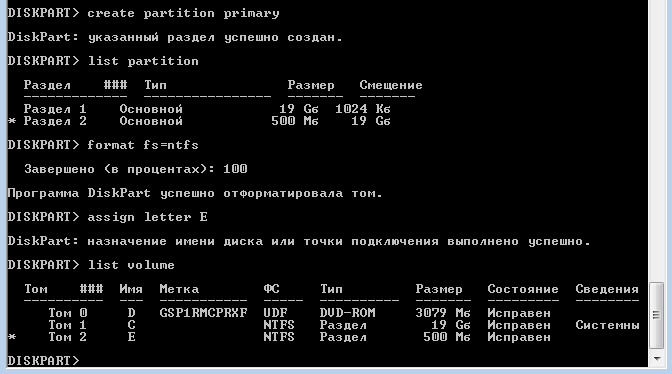 DISKPART> create partition primary
DiskPart: указанный раздел успешно создан.
DISKPART> list partition
Раздел ### Тип Размер Смещение
------------- ---------------- ------- -------
Раздел 1 Основной 19 Gб 1024 Kб
* Раздел 2 Основной 500 Mб 19 Gб
DISKPART> format fs=ntfs
Завершено (в процентах): 100
Программа DiskPart успешно отформатировала том.
DISKPART> assign letter E
DiskPart: назначение имени диска или точки подключения выполнено успешно.
DISKPART> list volume
Том ### Имя Метка ФС Тип Размер Состояние Сведения
---------- --- ----------- ----- ---------- ------- --------- --------
Том 0 D GSP1RMCPRXF UDF DVD-ROM 3079 Mб Исправен
Том 1 C NTFS Раздел 19 Gб Исправен Системны
* Том 2 E NTFS Раздел 500 Mб Исправен
DISKPART>